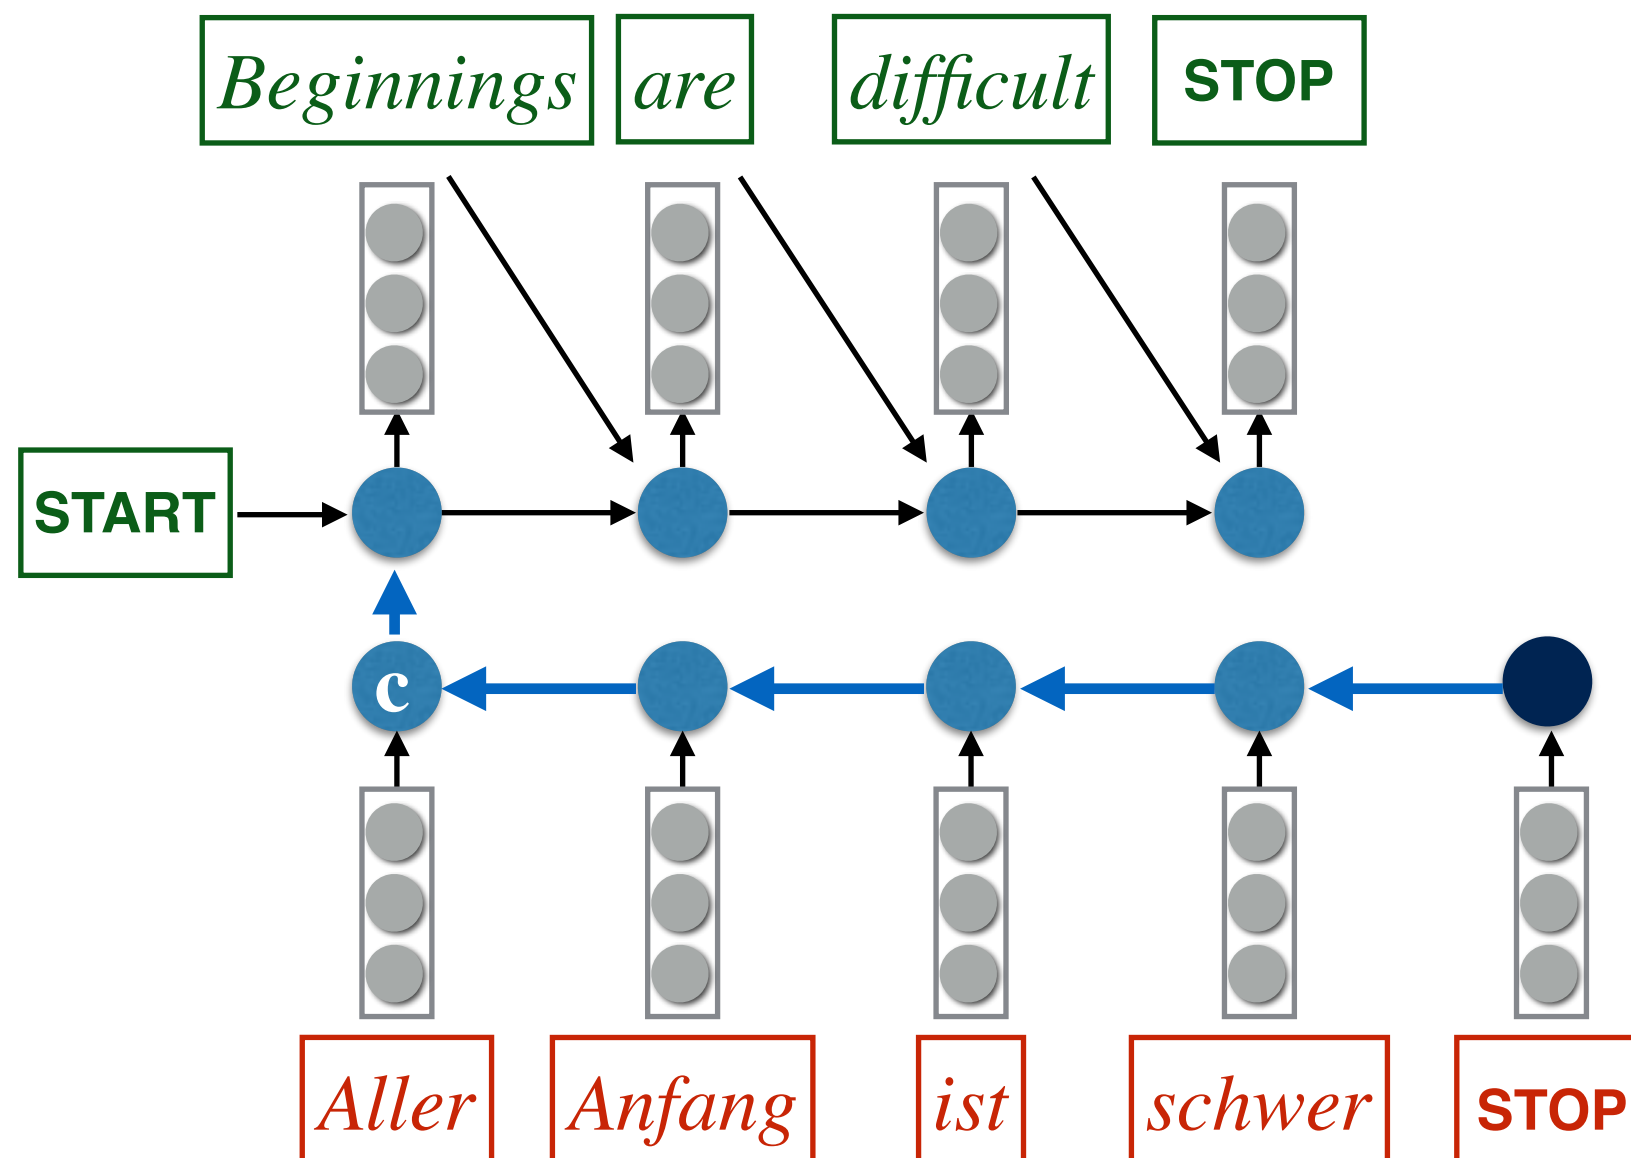 Beginnings are difficult STOP
START
c
Aller Anfang ist schwer STOP